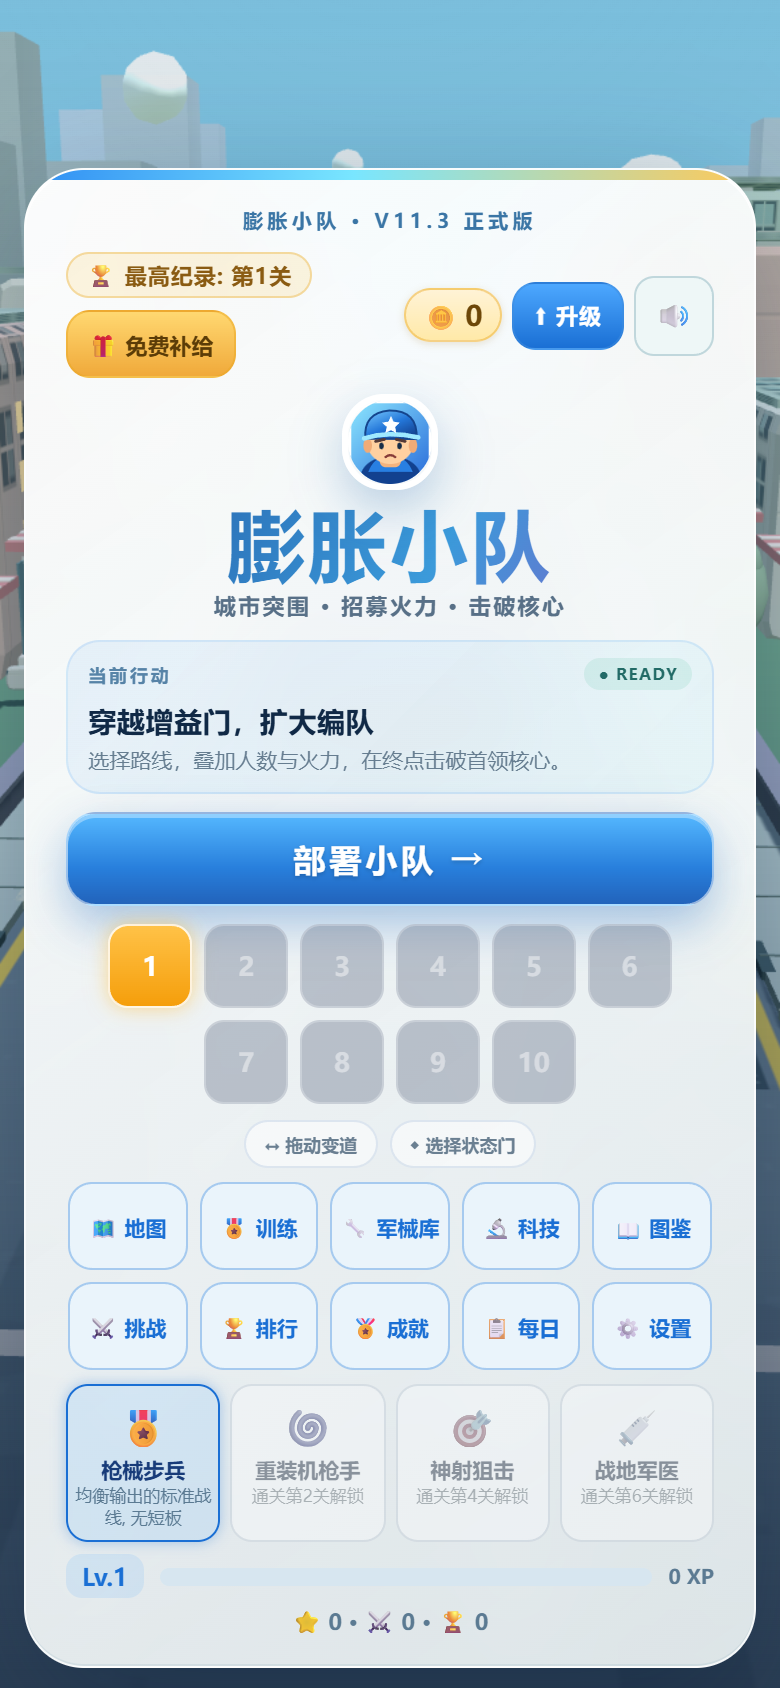 膨胀小队 • V11.3 正式版
最高纪录: 第1关
免费补给
0
⬆ 升级
膨胀小队
城市突围 • 招募火力 • 击破核心
当前行动
● READY
穿越增益门，扩大编队
选择路线，叠加人数与火力，在终点击破首领核心。
部署小队 →
1 2 3 4 5 6
7 8 9 10
↔ 拖动变道
◆ 选择状态门
地图 训练 军械库 科技 图鉴
挑战 排行 成就 每日 设置
枪械步兵
均衡输出的标准战
线, 无短板
重装机枪手
通关第2关解锁
神射狙击
通关第4关解锁
战地军医
通关第6关解锁
Lv.1
0 XP
0 • 0 • 0